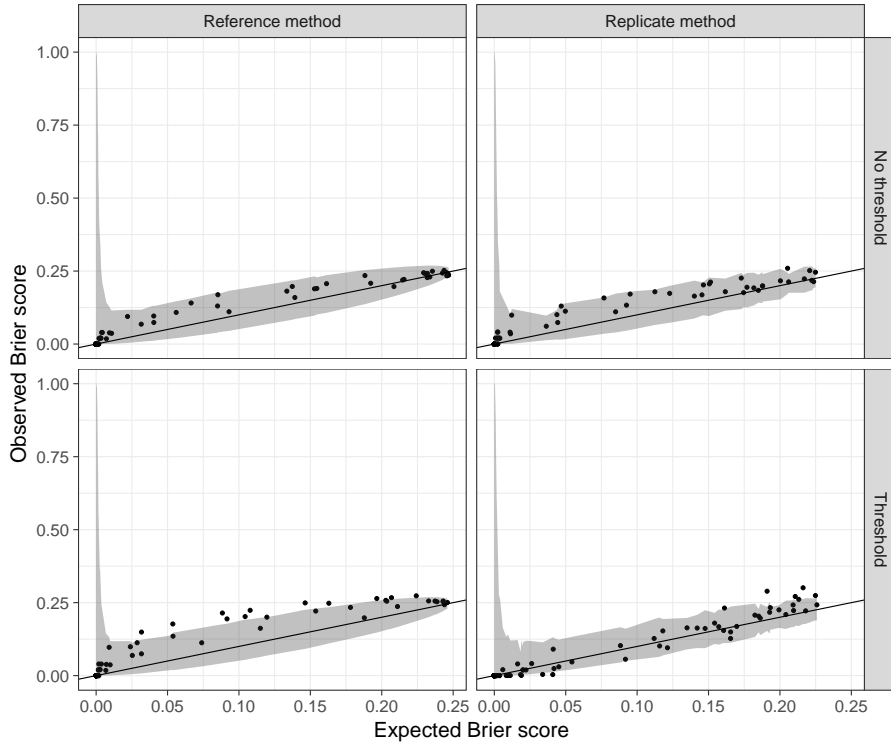 Reference method
Replicate method
1.00
0.75
0.50
0.25
0.00
No threshold
1.00
0.75
0.50
0.25
0.00
Threshold
Observed Brier score
0.00 0.05 0.10 0.15 0.20 0.25
0.00 0.05 0.10 0.15 0.20 0.25
Expected Brier score